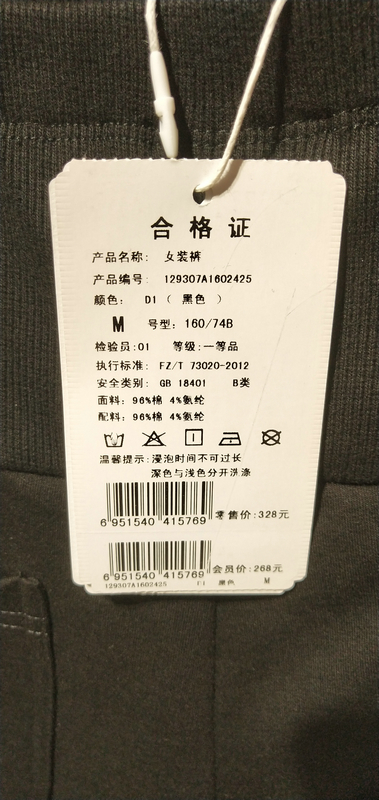 合格证
产品名称: 女装裤
产品编号: 129307A1602425
颜色: D1 ( 黑色 )
M 号型: 160/74B
检验员:01 等级:一等品
执行标准: FZ/T 73020-2012
安全类别: GB 18401 B类
面料: 96%棉 4%氨纶
配料: 96%棉 4%氨纶
温馨提示:浸泡时间不可过长
深色与浅色分开洗涤
6 951540 415769 零售价:328元
6 951540 415769 会员价:268元
129307A1602425 D1 黑色 M